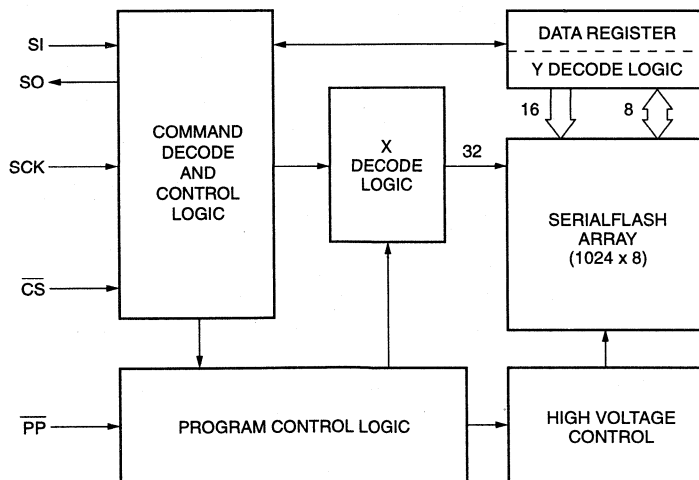 SI
SO
SCK
CS
PP
COMMAND
DECODE
AND
CONTROL
LOGIC
X
DECODE
LOGIC
32
DATA REGISTER
Y DECODE LOGIC
16
8
SERIALFLASH
ARRAY
(1024 x 8)
PROGRAM CONTROL LOGIC
HIGH VOLTAGE
CONTROL